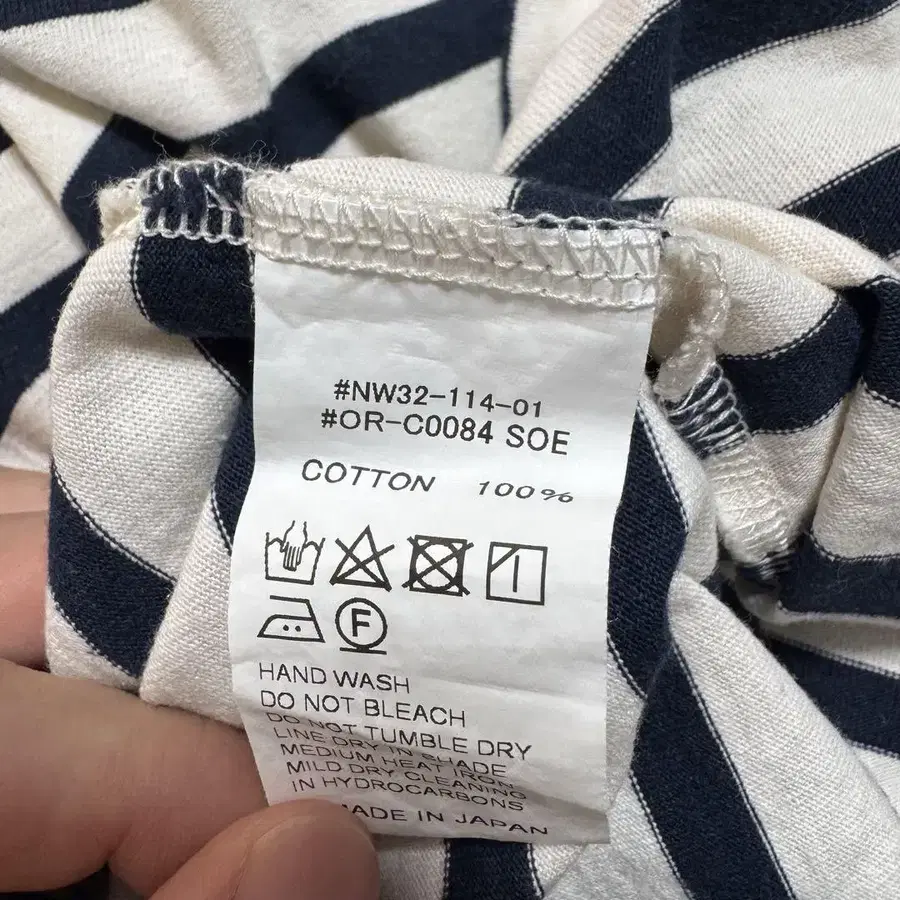 #NW32-114-01
#OR-C0084 SOE
COTTON 100%
F
HAND WASH
DO NOT BLEACH
DO NOT TUMBLE DRY
LINE DRY IN SHADE
MEDIUM HEAT IRON
MILD DRY CLEANING
IN HYDROCARBONS
MADE IN JAPAN